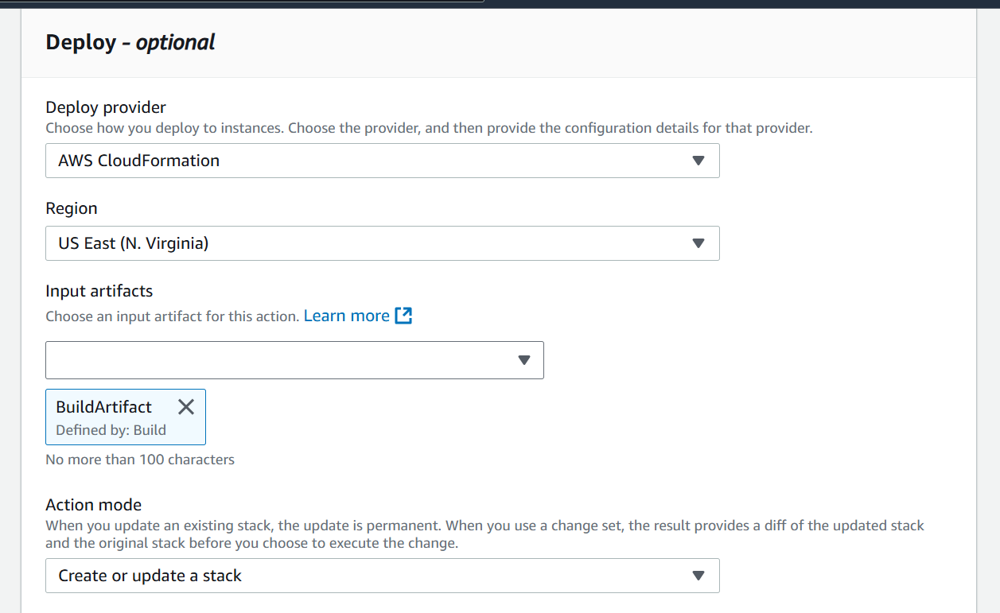 Deploy – optional
Deploy provider
Choose how you deploy to instances. Choose the provider, and then provide the configuration details for that provider.
AWS CloudFormation
Region
US East (N. Virginia)
Input artifacts
Choose an input artifact for this action. Learn more
BuildArtifact
Defined by: Build
No more than 100 characters
Action mode
When you update an existing stack, the update is permanent. When you use a change set, the result provides a diff of the updated stack
and the original stack before you choose to execute the change.
Create or update a stack